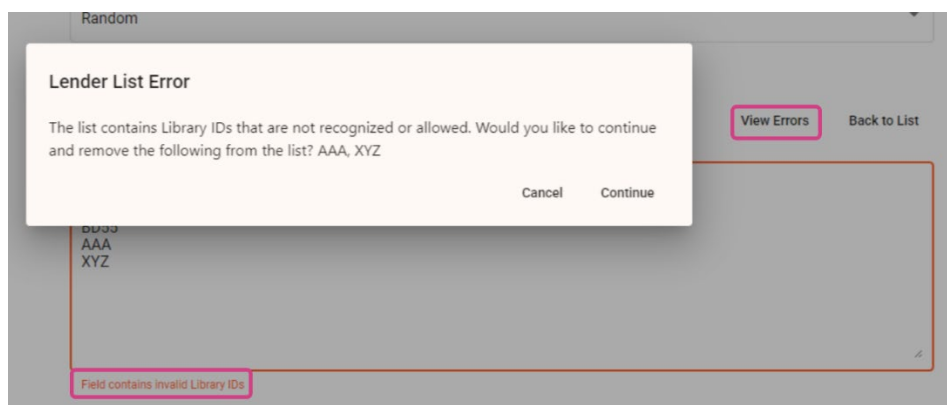 Random
Lender List Error
The list contains Library IDs that are not recognized or allowed. Would you like to continue
and remove the following from the list? AAA, XYZ
View Errors
Back to List
Cancel
Continue
AAA
XYZ
Field contains invalid Library IDs